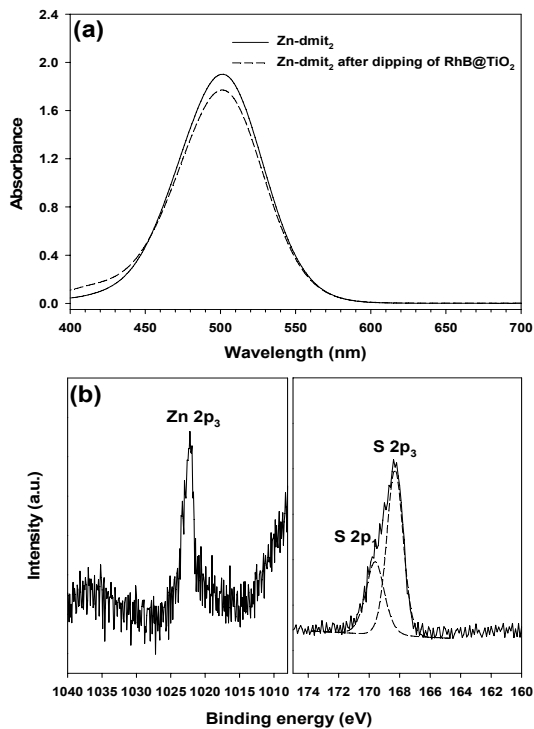 (a)
Zn-dmit₂
Zn-dmit₂ after dipping of RhB@TiO₂
Absorbance
2.4
2.0
1.6
1.2
0.8
0.4
0.0
400 450 500 550 600 650 700
Wavelength (nm)
(b)
Zn 2p₃
S 2p₃
S 2p₁
Intensity (a.u.)
1040 1035 1030 1025 1020 1015 1010
174 172 170 168 166 164 162 160
Binding energy (eV)